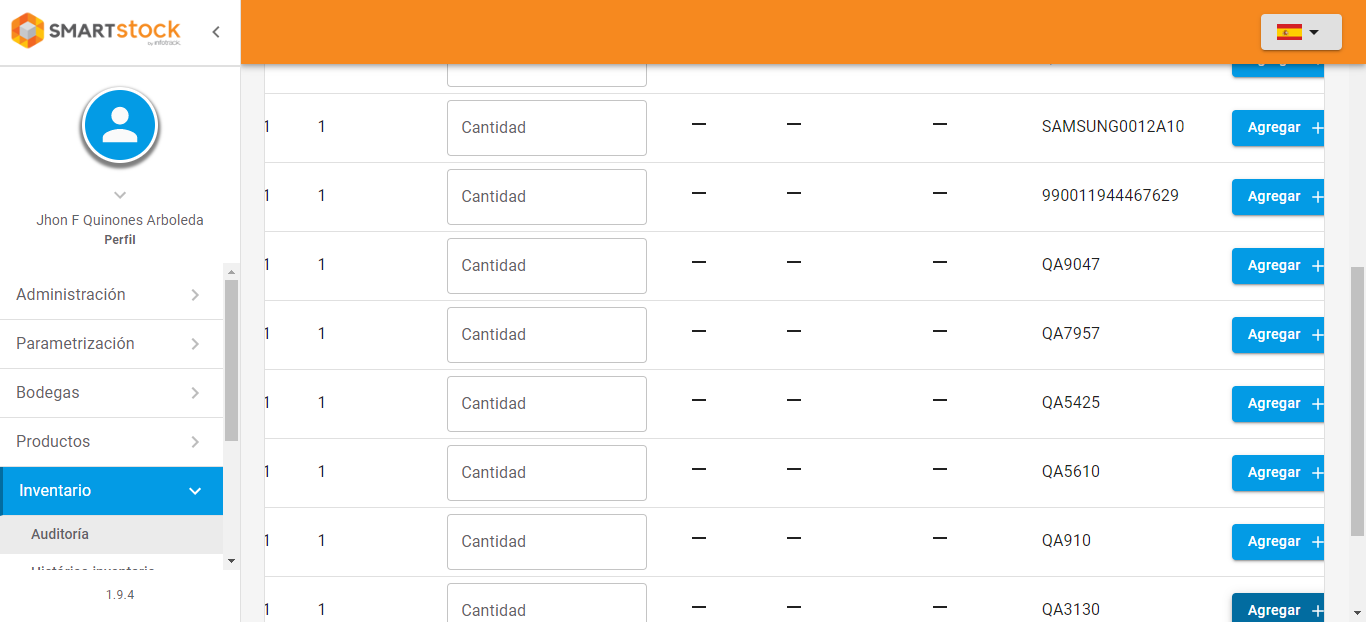 SMARTstock
by infotrack.
Jhon F Quinones Arboleda
Perfil
Administración
Parametrización
Bodegas
Productos
Inventario
Auditoría
Histórico inventario
1.9.4
1 1 Cantidad — — — SAMSUNG0012A10 Agregar +
1 1 Cantidad — — — 990011944467629 Agregar +
1 1 Cantidad — — — QA9047 Agregar +
1 1 Cantidad — — — QA7957 Agregar +
1 1 Cantidad — — — QA5425 Agregar +
1 1 Cantidad — — — QA5610 Agregar +
1 1 Cantidad — — — QA910 Agregar +
1 1 Cantidad — — — QA3130 Agregar +